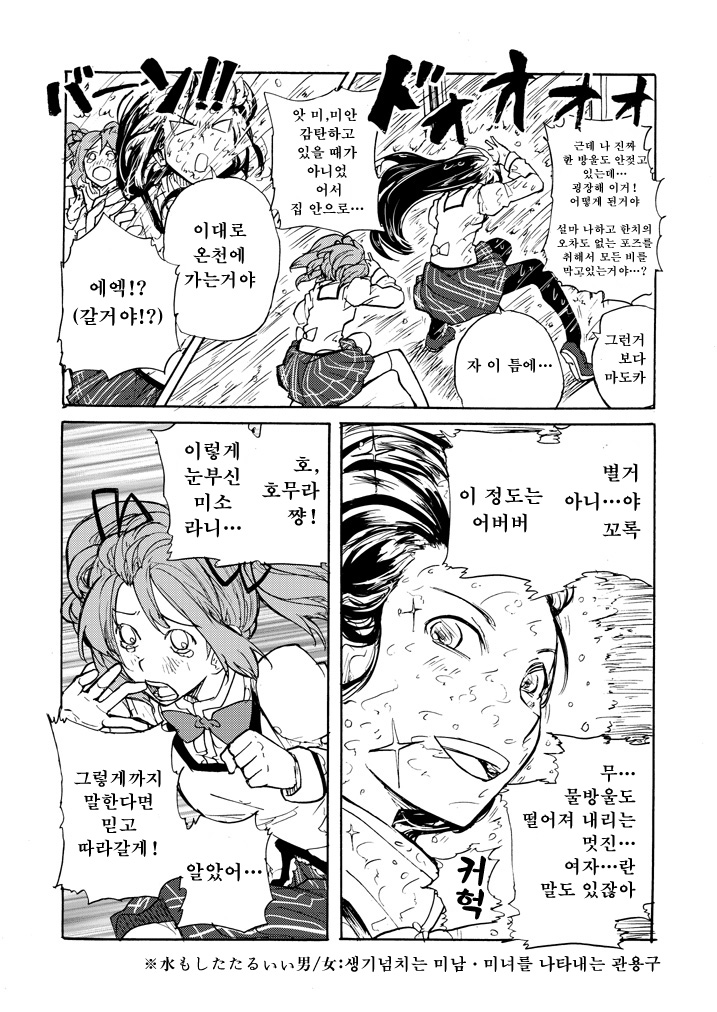 ドォオオォ
근데 나 진짜
한 방울도 안젖고
있는데…
굉장해 이거!
어떻게 된거야
설마 나하고 한치의
오차도 없는 포즈를
취해서 모든 비를
막고있는거야…?
그런거
보다
마도카
자 이 틈에…
앗 미,미안
감탄하고
있을 때가
아니었
어서
집 안으로…
バーン!!
이대로
온천에
가는거야
에엑!?
(갈거야!?)
별거
아니…야
꼬록
이 정도는
어버버
무…
물방울도
떨어져 내리는
멋진…
여자…란
말도 있잖아
커헉
호,
호무라
쨩!
이렇게
눈부신
미소
라니…
그렇게까지
말한다면
믿고
따라갈게!
알았어…
※水もしたたるいい男/女:생기넘치는 미남·미녀를 나타내는 관용구